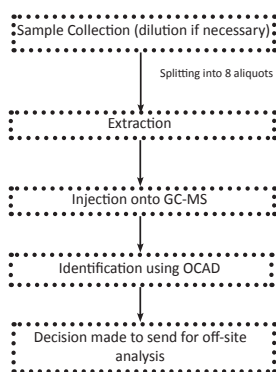 Sample Collection (dilution if necessary)
Splitting into 8 aliquots
Extraction
Injection onto GC-MS
Identification using OCAD
Decision made to send for off-site
analysis